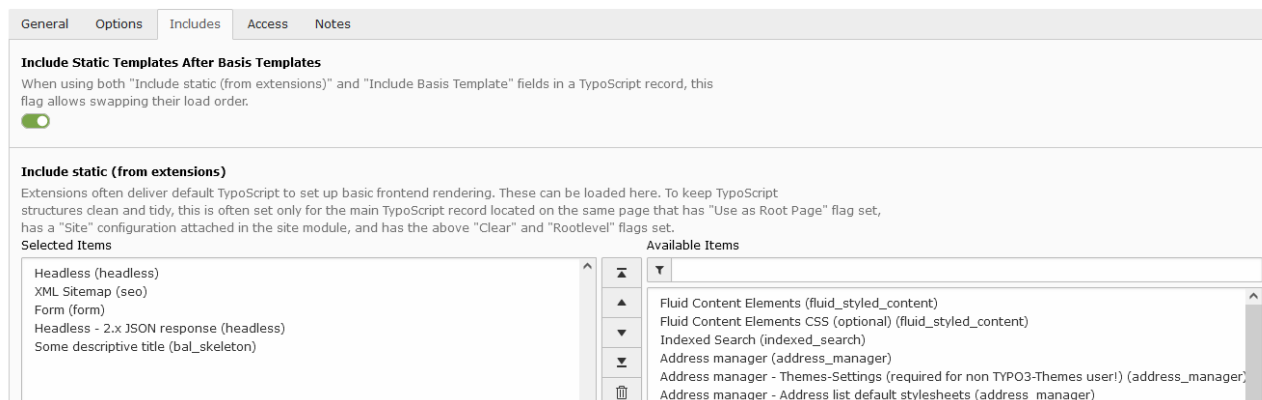 General Options Includes Access Notes
Include Static Templates After Basis Templates
When using both "Include static (from extensions)" and "Include Basis Template" fields in a TypoScript record, this
flag allows swapping their load order.
Include static (from extensions)
Extensions often deliver default TypoScript to set up basic frontend rendering. These can be loaded here. To keep TypoScript
structures clean and tidy, this is often set only for the main TypoScript record located on the same page that has "Use as Root Page" flag set,
has a "Site" configuration attached in the site module, and has the above "Clear" and "Rootlevel" flags set.
Selected Items
Headless (headless)
XML Sitemap (seo)
Form (form)
Headless - 2.x JSON response (headless)
Some descriptive title (bal_skeleton)
Available Items
Fluid Content Elements (fluid_styled_content)
Fluid Content Elements CSS (optional) (fluid_styled_content)
Indexed Search (indexed_search)
Address manager (address_manager)
Address manager - Themes-Settings (required for non TYPO3-Themes user!) (address_manager)
Address manager - Address list default stylesheets (address_manager)